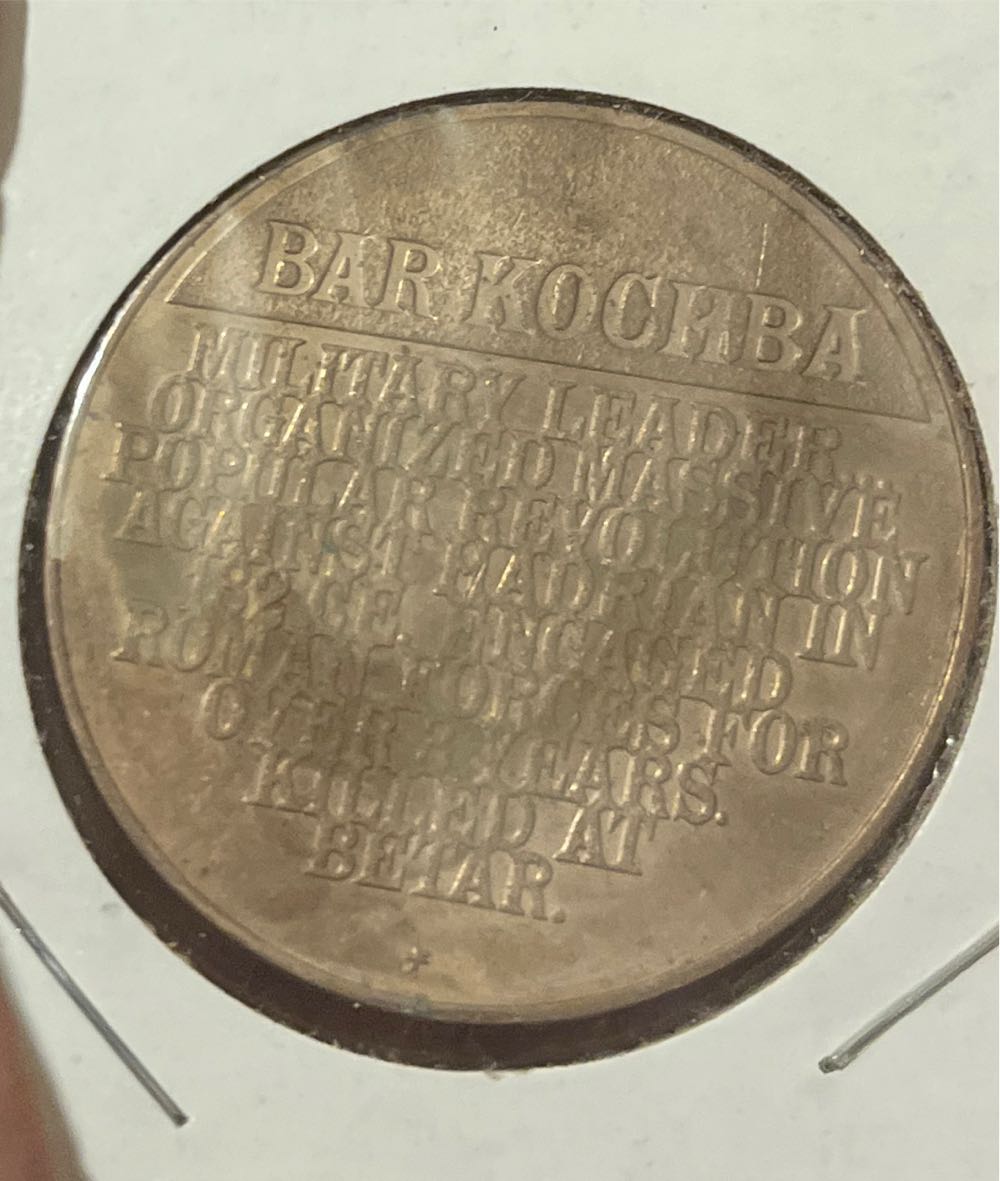 BAR KOCHBA
MILITARY LEADER
ORGANIZED MASSIVE
POPULAR REVOLUTION
AGAINST HADRIAN IN
132 CE. ENGAGED
ROMAN FORCES FOR
OVER 3 YEARS.
KILLED AT
BETAR.